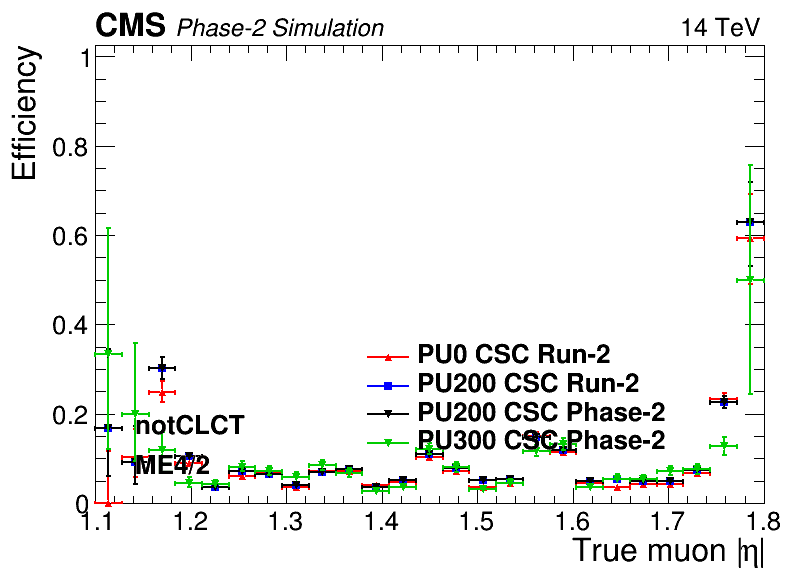 CMS Phase-2 Simulation 14 TeV
Efficiency
1
0.8
0.6
0.4
0.2
0
PU0 CSC Run-2
PU200 CSC Run-2
PU200 CSC Phase-2
PU300 CSC Phase-2
notCLCT
ME4/2
1.1 1.2 1.3 1.4 1.5 1.6 1.7 1.8
True muon |η|